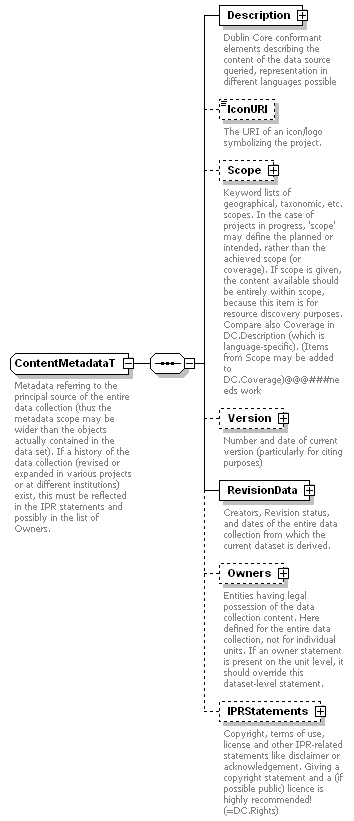 Description
Dublin Core conformant
elements describing the
content of the data source
queried, representation in
different languages possible
IconURI
The URI of an icon/logo
symbolizing the project.
Scope
Keyword lists of
geographical, taxonomic, etc.
scopes. In the case of
projects in progress, 'scope'
may define the planned or
intended, rather than the
achieved scope (or
coverage). If scope is given,
the content available should
be entirely within scope,
because this item is for
resource discovery purposes.
Compare also Coverage in
DC.Description (which is
language-specific). (Items
from Scope may be added
to
DC.Coverage)@@@###ne
eds work
ContentMetadataT
Metadata referring to the
principal source of the entire
data collection (thus the
metadata scope may be
wider than the objects
actually contained in the
data set). If a history of the
data collection (revised or
expanded in various projects
or at different institutions)
exist, this must be reflected
in the IPR statements and
possibly in the list of
Owners.
Version
Number and date of current
version (particularly for citing
purposes)
RevisionData
Creators, Revision status,
and dates of the entire data
collection from which the
current dataset is derived.
Owners
Entities having legal
possession of the data
collection content. Here
defined for the entire data
collection, not for individual
units. If an owner statement
is present on the unit level, it
should override this
dataset-level statement.
IPRStatements
Copyright, terms of use,
license and other IPR-related
statements like disclaimer or
acknowledgement. Giving a
copyright statement and a (if
possible public) licence is
highly recommended!
(=DC.Rights)